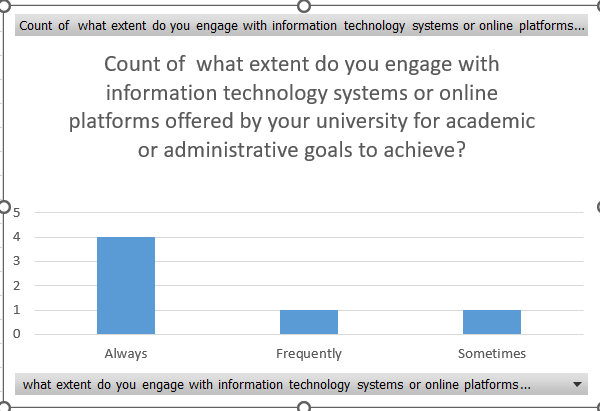 Count of what extent do you engage with information technology systems or online platforms...
Count of what extent do you engage with
information technology systems or online
platforms offered by your university for academic
or administrative goals to achieve?
5
4
3
2
1
0
Always Frequently Sometimes
what extent do you engage with information technology systems or online platforms...